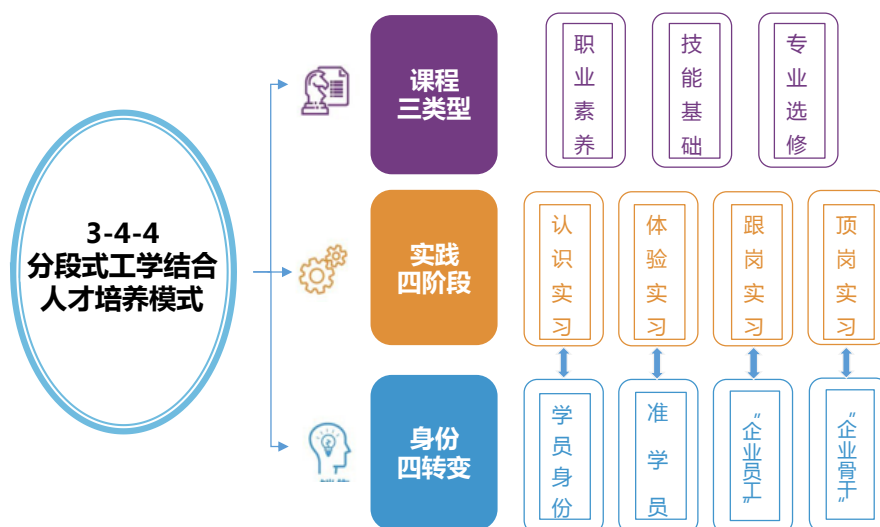 3-4-4
分段式工学结合
人才培养模式
课程
三类型
职业素养
技能基础
专业选修
实践
四阶段
认识实习
体验实习
跟岗实习
顶岗实习
身份
四转变
学员身份
准学员
“企业员工”
“企业骨干”